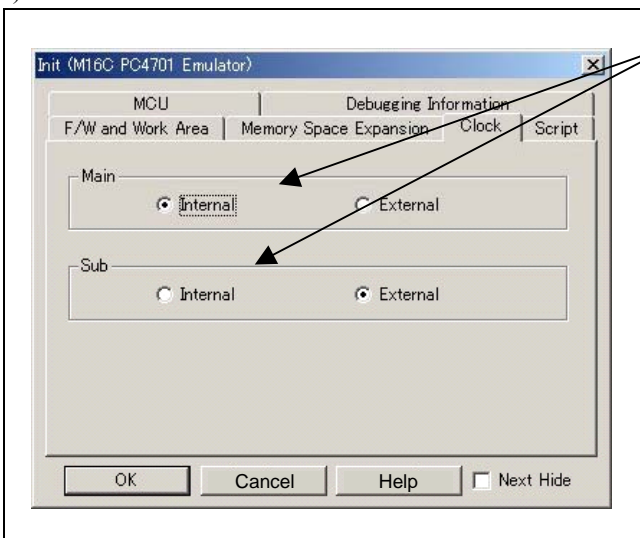 Init (M16C PC4701 Emulator)
MCU Debugging Information
F/W and Work Area Memory Space Expansion Clock Script
Main
Internal External
Sub
Internal External
OK Cancel Help Next Hide